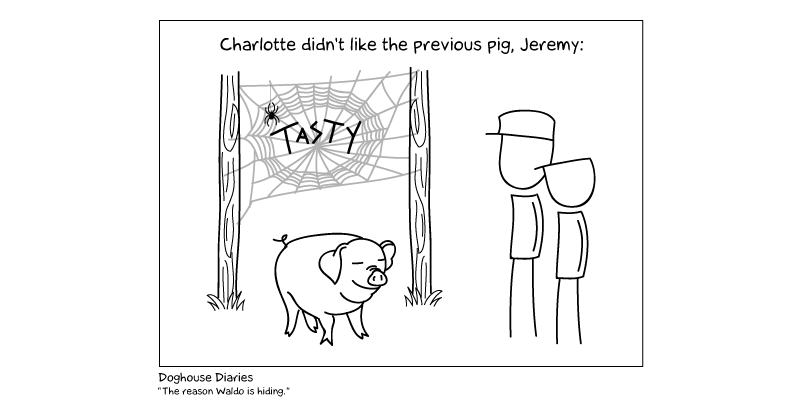 Charlotte didn't like the previous pig, Jeremy:
TASTY
Doghouse Diaries
"The reason Waldo is hiding."